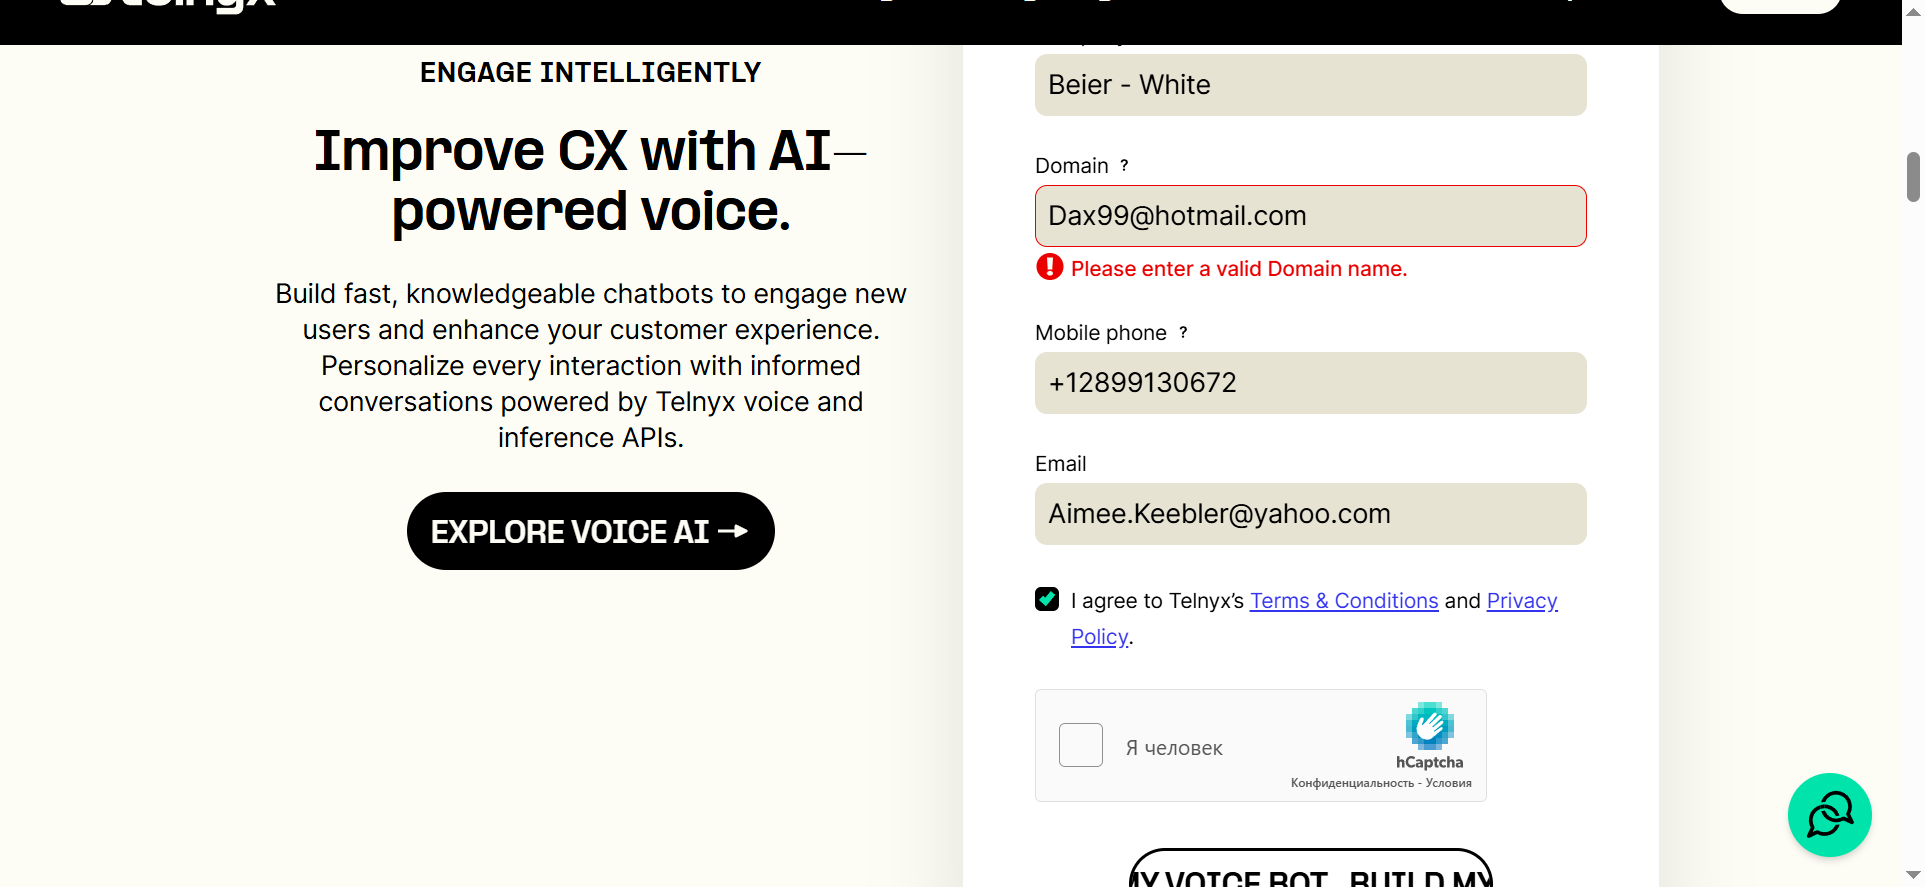 ENGAGE INTELLIGENTLY
Improve CX with AI—
powered voice.
Build fast, knowledgeable chatbots to engage new
users and enhance your customer experience.
Personalize every interaction with informed
conversations powered by Telnyx voice and
inference APIs.
EXPLORE VOICE AI →
Beier - White
Domain ?
Dax99@hotmail.com
Please enter a valid Domain name.
Mobile phone ?
+12899130672
Email
Aimee.Keebler@yahoo.com
I agree to Telnyx’s Terms & Conditions and Privacy
Policy.
Я человек
hCaptcha
Конфиденциальность - Условия
MY VOICE BOT BUILD MY